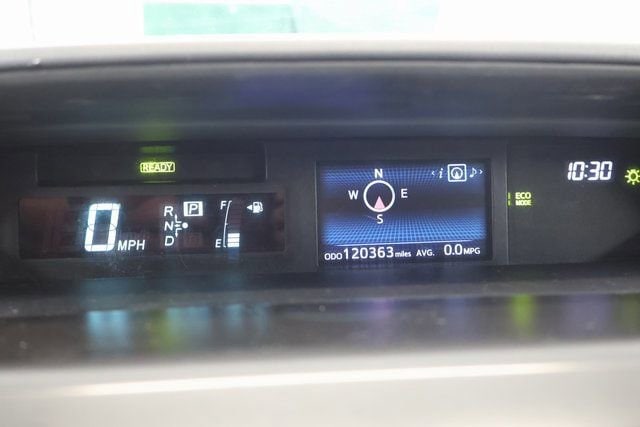 READY
0 MPH
R
N
D
P
F
E
N
W E
S
i
ODO 120363 miles AVG. 0.0 MPG
ECO
MODE
10:30